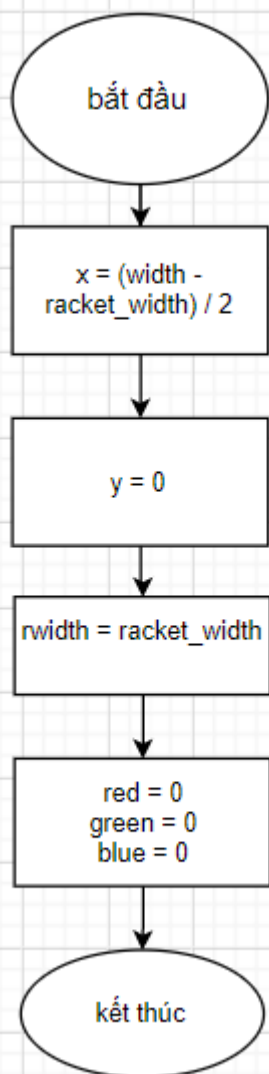 bắt đầu
x = (width -
racket_width) / 2
y = 0
rwidth = racket_width
red = 0
green = 0
blue = 0
kết thúc